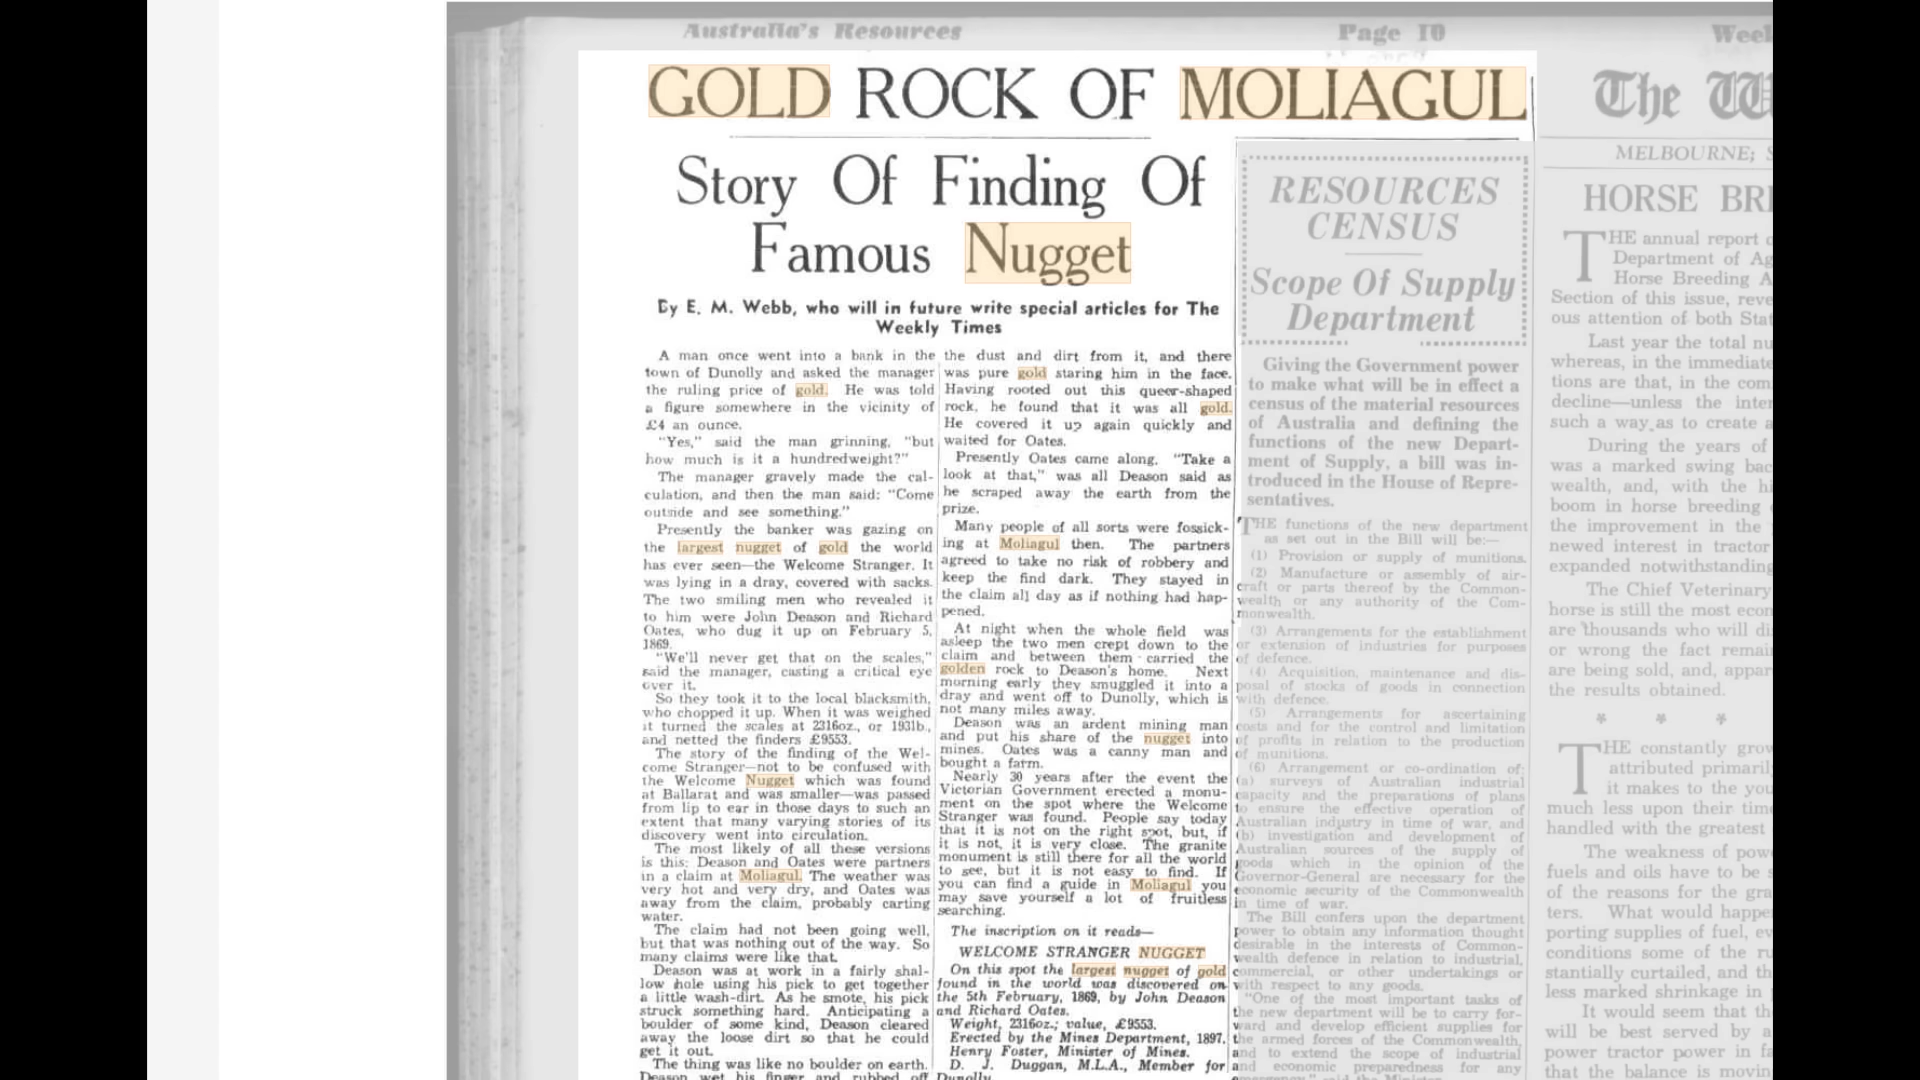 Australia's Resources
Page 10
GOLD ROCK OF MOLIAGUL
Story Of Finding Of
Famous Nugget
By E. M. Webb, who will in future write special articles for The
Weekly Times
A man once went into a bank in the
town of Dunolly and asked the manager
the ruling price of gold. He was told
a figure somewhere in the vicinity of
£4 an ounce.
"Yes," said the man grinning, "but
how much is it a hundredweight?"
The manager gravely made the cal-
culation, and then the man said: "Come
outside and see something."
Presently the banker was gazing on
the largest nugget of gold the world
has ever seen—the Welcome Stranger. It
was lying in a dray, covered with sacks.
The two smiling men who revealed it
to him were John Deason and Richard
Oates, who dug it up on February 5,
1869.
"We'll never get that on the scales,"
said the manager, casting a critical eye
over it.
So they took it to the local blacksmith,
who chopped it up. When it was weighed
it turned the scales at 2316oz., or 193lb.,
and netted the finders £9553.
The story of the finding of the Wel-
come Stranger—not to be confused with
the Welcome Nugget which was found
at Ballarat and was smaller—was passed
from lip to ear in those days to such an
extent that many varying stories of its
discovery went into circulation.
The most likely of all these versions
is this: Deason and Oates were partners
in a claim at Moliagul. The weather was
very hot and very dry, and Oates was
away from the claim, probably carting
water.
The claim had not been going well,
but that was nothing out of the way. So
many claims were like that.
Deason was at work in a fairly shal-
low hole using his pick to get together
a little wash-dirt. As he smote, his pick
struck something hard. Anticipating a
boulder of some kind, Deason cleared
away the loose dirt so that he could
get it out.
The thing was like no boulder on earth.
Deason wet his finger and rubbed off
the dust and dirt from it, and there
was pure gold staring him in the face.
Having rooted out this queer-shaped
rock, he found that it was all gold.
He covered it up again quickly and
waited for Oates.
Presently Oates came along. "Take a
look at that," was all Deason said as
he scraped away the earth from the
prize.
Many people of all sorts were fossick-
ing at Moliagul then. The partners
agreed to take no risk of robbery and
keep the find dark. They stayed in
the claim all day as if nothing had hap-
pened.
At night when the whole field was
asleep the two men crept down to the
claim and between them carried the
golden rock to Deason's home. Next
morning early they smuggled it into a
dray and went off to Dunolly, which is
not many miles away.
Deason was an ardent mining man
and put his share of the nugget into
mines. Oates was a canny man and
bought a farm.
Nearly 30 years after the event the
Victorian Government erected a monu-
ment on the spot where the Welcome
Stranger was found. People say today
that it is not on the right spot, but, if
it is not, it is very close. The granite
monument is still there for all the world
to see, but it is not easy to find. If
you can find a guide in Moliagul you
may save yourself a lot of fruitless
searching.
The inscription on it reads—
WELCOME STRANGER NUGGET
On this spot the largest nugget of gold
found in the world was discovered on
the 5th February, 1869, by John Deason
and Richard Oates.
Weight, 2316oz.; value, £9553.
Erected by the Mines Department, 1897.
Henry Foster, Minister of Mines.
D. J. Duggan, M.L.A., Member for
Dunolly
RESOURCES
CENSUS
Scope Of Supply
Department
Giving the Government power
to make what will be in effect a
census of the material resources
of Australia and defining the
functions of the new Depart-
ment of Supply, a bill was in-
troduced in the House of Repre-
sentatives.
THE functions of the new department
as set out in the Bill will be:—
(1) Provision or supply of munitions.
(2) Manufacture or assembly of air-
craft or parts thereof by the Common-
wealth or any authority of the Com-
monwealth.
(3) Arrangements for the establishment
or extension of industries for purposes
of defence.
(4) Acquisition, maintenance and dis-
posal of stocks of goods in connection
with defence.
(5) Arrangements for ascertaining
costs and for the control and limitation
of profits in relation to the production
of munitions.
(6) Arrangement or co-ordination of:
(a) surveys of Australian industrial
capacity and the preparations of plans
to ensure the effective operation of
Australian industry in time of war, and
(b) investigation and development of
Australian sources of the supply of
goods which in the opinion of the
Governor-General are necessary for the
economic security of the Commonwealth
in time of war.
The Bill confers upon the department
power to obtain any information thought
desirable in the interests of Common-
wealth defence in relation to industrial,
commercial, or other undertakings or
with respect to any goods.
"One of the most important tasks of
the new department will be to carry for-
ward and develop efficient supplies for
the armed forces of the Commonwealth,
and to extend the scope of industrial
and economic preparedness for any
Week
The W
MELBOURNE; S
HORSE BRE
THE annual report o
Department of Ag
Horse Breeding A
Section of this issue, reve
ous attention of both Stat
Last year the total nu
whereas, in the immediate
tions are that, in the com
decline—unless the inter
such a way as to create a
During the years of
was a marked swing bac
wealth, and, with the hi
boom in horse breeding
the improvement in the
newed interest in tractor
expanded notwithstanding
The Chief Veterinary
horse is still the most econ
are thousands who will di
or wrong the fact remai
are being sold, and, appar
the results obtained.
* * *
THE constantly grow
attributed primaril
it makes to the you
much less upon their time
handled with the greatest
The weakness of pow
fuels and oils have to be s
of the reasons for the gra
ters. What would happe
porting supplies of fuel, ev
conditions some of the ru
stantially curtailed, and th
less marked shrinkage in
It would seem that th
will be best served by a
power tractor power in fa
that the balance is movin